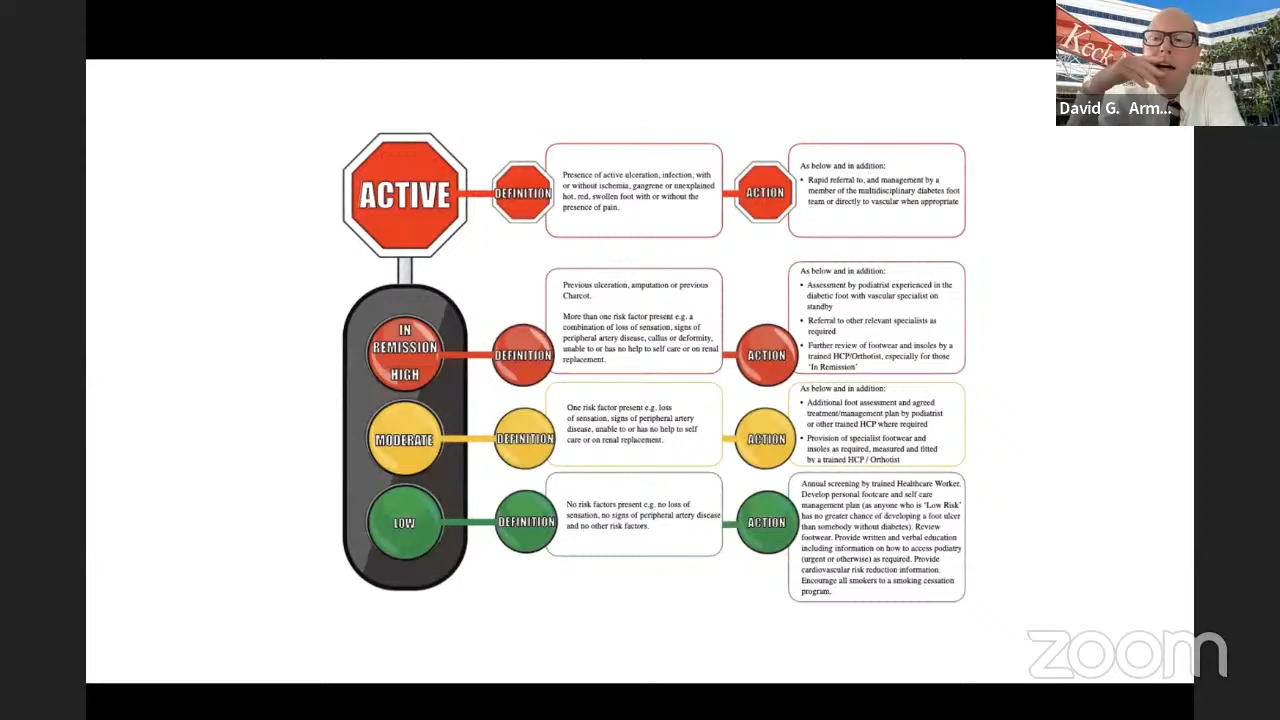 Keck
David G. Arm...
ACTIVE
DEFINITION
Presence of active ulceration, infection, with
or without ischemia, gangrene or unexplained
hot, red, swollen foot with or without the
presence of pain.
ACTION
As below and in addition:
• Rapid referral to, and management by a
member of the multidisciplinary diabetes foot
team or directly to vascular when appropriate
IN
REMISSION
HIGH
DEFINITION
Previous ulceration, amputation or previous
Charcot.
More than one risk factor present e.g. a
combination of loss of sensation, signs of
peripheral artery disease, callus or deformity,
unable to or has no help to self care or on renal
replacement.
ACTION
As below and in addition:
• Assessment by podiatrist experienced in the
diabetic foot with vascular specialist on
standby
• Referral to other relevant specialists as
required
• Further review of footwear and insoles by a
trained HCP/Orthotist, especially for those
‘In Remission’
MODERATE
DEFINITION
One risk factor present e.g. loss
of sensation, signs of peripheral artery
disease, unable to or has no help to self
care or on renal replacement.
ACTION
As below and in addition:
• Additional foot assessment and agreed
treatment/management plan by podiatrist
or other trained HCP where required
• Provision of specialist footwear and
insoles as required, measured and fitted
by a trained HCP / Orthotist
LOW
DEFINITION
No risk factors present e.g. no loss of
sensation, no signs of peripheral artery disease
and no other risk factors.
ACTION
Annual screening by trained Healthcare Worker.
Develop personal footcare and self care
management plan (as anyone who is ‘Low Risk’
has no greater chance of developing a foot ulcer
than somebody without diabetes). Review
footwear. Provide written and verbal education
including information on how to access podiatry
(urgent or otherwise) as required. Provide
cardiovascular risk reduction information.
Encourage all smokers to a smoking cessation
program.
zoom